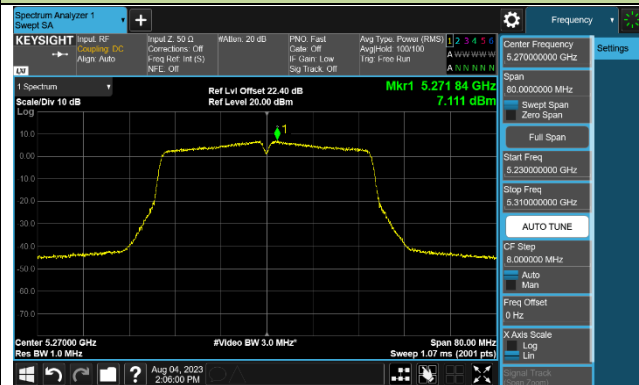 Spectrum Analyzer 1
Swept SA
Frequency
KEYSIGHT
Input: RF
Coupling: DC
Align: Auto
Input Z: 50 Ω
Corrections: Off
Freq Ref: Int (S)
NFE: Off
#Atten: 20 dB
PNO: Fast
Gate: Off
IF Gain: Low
Sig Track: Off
Avg Type: Power (RMS)
Avg|Hold: 100/100
Trig: Free Run
1 2 3 4 5 6
A W W W W W
A N N N N N
LXI
1 Spectrum
Scale/Div 10 dB
Log
Ref Lvl Offset 22.40 dB
Ref Level 20.00 dBm
Mkr1 5.271 84 GHz
7.111 dBm
1
10.0
0.00
-10.0
-20.0
-30.0
-40.0
-50.0
-60.0
-70.0
Center 5.27000 GHz
Res BW 1.0 MHz
#Video BW 3.0 MHz*
Span 80.00 MHz
Sweep 1.07 ms (2001 pts)
Center Frequency
5.270000000 GHz
Settings
Span
80.0000000 MHz
Swept Span
Zero Span
Full Span
Start Freq
5.230000000 GHz
Stop Freq
5.310000000 GHz
AUTO TUNE
CF Step
8.000000 MHz
Auto
Man
Freq Offset
0 Hz
X Axis Scale
Log
Lin
Signal Track
(Span Zoom)
?
Aug 04, 2023
2:06:00 PM